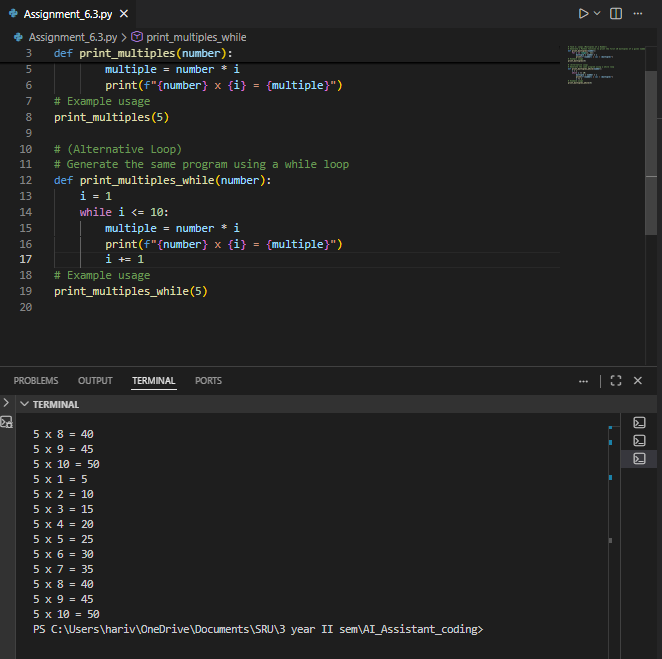 Assignment_6.3.py
Assignment_6.3.py > print_multiples_while
3 def print_multiples(number):
5 multiple = number * i
6 print(f"{number} x {i} = {multiple}")
7 # Example usage
8 print_multiples(5)
9
10 # (Alternative Loop)
11 # Generate the same program using a while loop
12 def print_multiples_while(number):
13 i = 1
14 while i <= 10:
15 multiple = number * i
16 print(f"{number} x {i} = {multiple}")
17 i += 1
18 # Example usage
19 print_multiples_while(5)
20
PROBLEMS OUTPUT TERMINAL PORTS
TERMINAL
5 x 8 = 40
5 x 9 = 45
5 x 10 = 50
5 x 1 = 5
5 x 2 = 10
5 x 3 = 15
5 x 4 = 20
5 x 5 = 25
5 x 6 = 30
5 x 7 = 35
5 x 8 = 40
5 x 9 = 45
5 x 10 = 50
PS C:\Users\hariv\OneDrive\Documents\SRU\3 year II sem\AI_Assistant_coding>